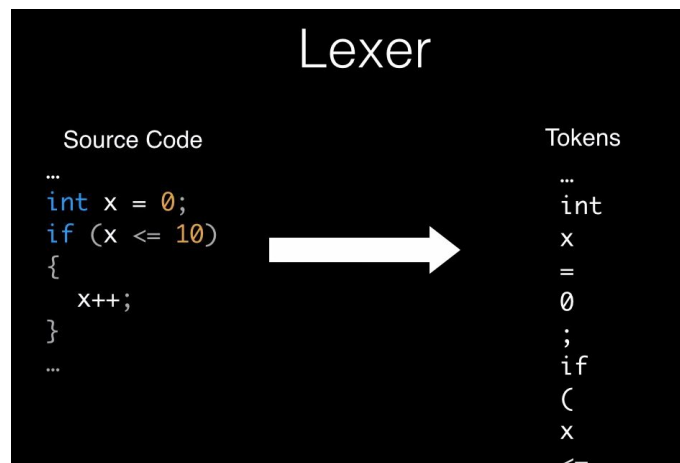 Lexer
Source Code
…
int x = 0;
if (x <= 10)
{
x++;
}
…
Tokens
…
int
x
=
0
;
if
(
x
<=